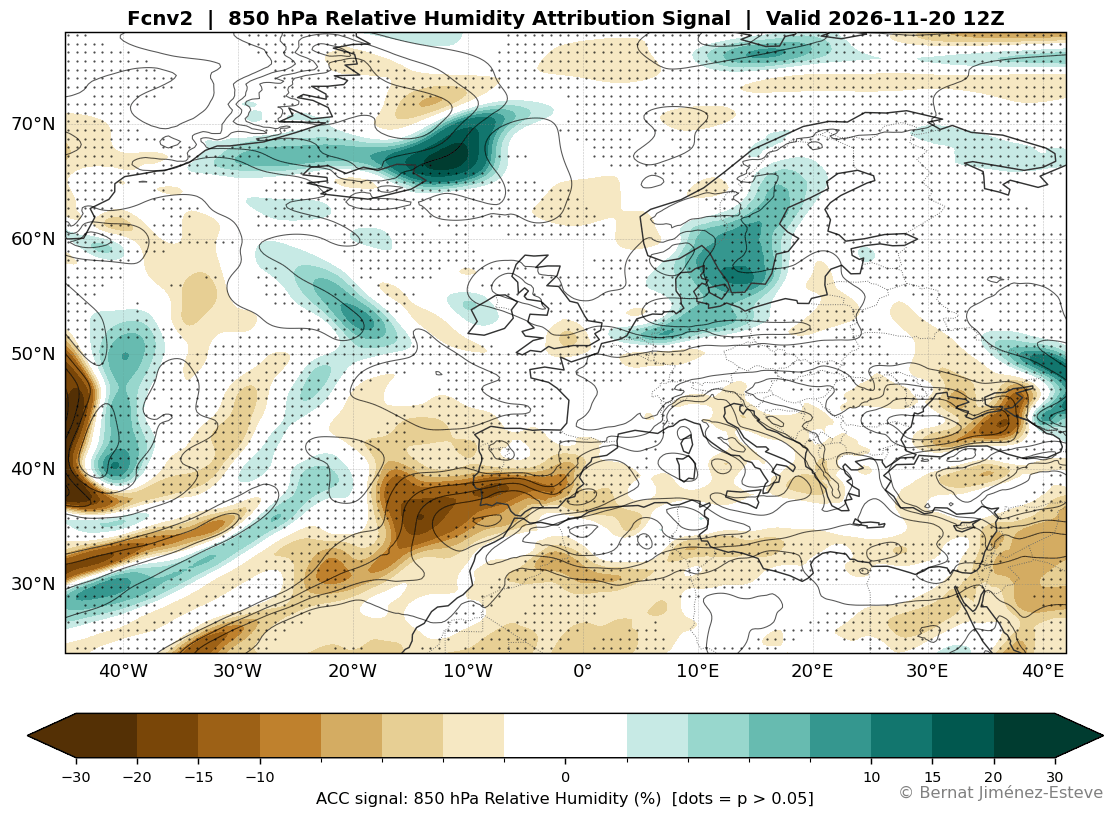 Fcnv2 | 850 hPa Relative Humidity Attribution Signal | Valid 2026-11-20 12Z
70°N
60°N
50°N
40°N
30°N
40°W 30°W 20°W 10°W 0° 10°E 20°E 30°E 40°E
−30 −20 −15 −10 0 10 15 20 30
ACC signal: 850 hPa Relative Humidity (%) [dots = p > 0.05]
© Bernat Jiménez-Esteve